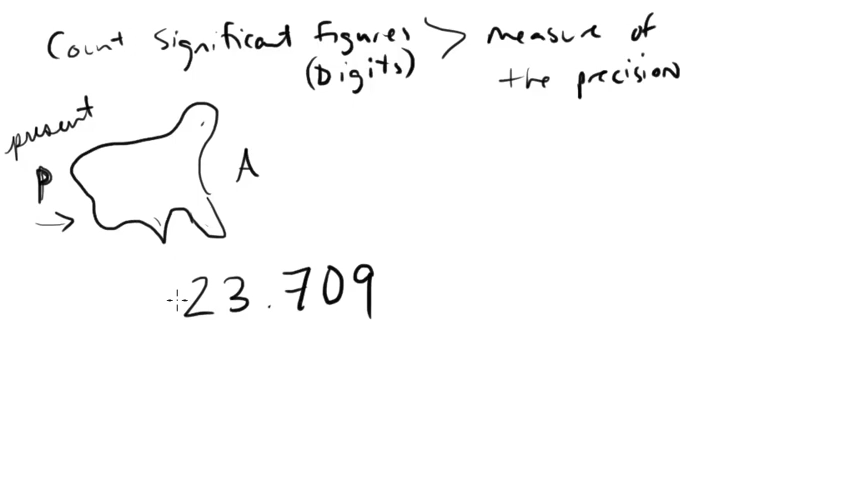 Count Significant Figures > measure of
(Digits) the precision
present
P A
23.709